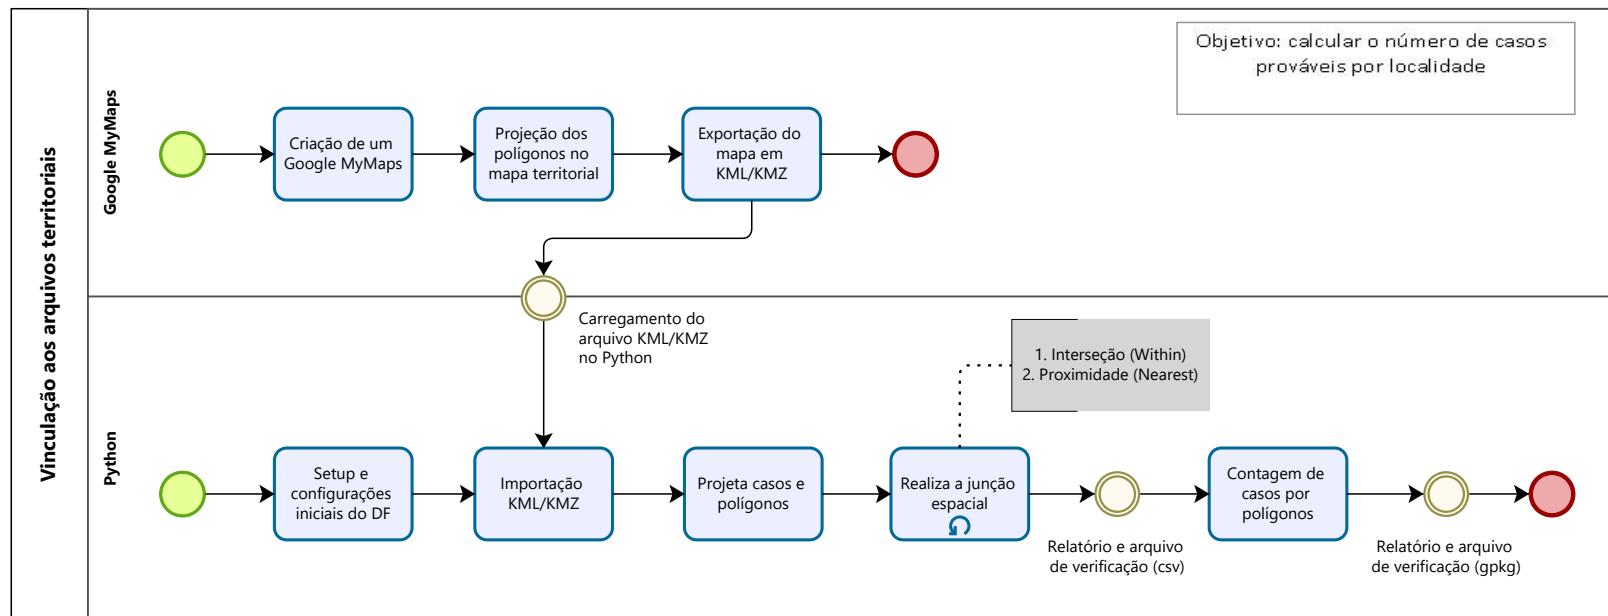 Vinculação aos arquivos territoriais
Google MyMaps
Objetivo: calcular o número de casos
prováveis por localidade
Criação de um
Google MyMaps
Projeção dos
polígonos no
mapa territorial
Exportação do
mapa em
KML/KMZ
Carregamento do
arquivo KML/KMZ
no Python
Python
1. Interseção (Within)
2. Proximidade (Nearest)
Setup e
configurações
iniciais do DF
Importação
KML/KMZ
Projeta casos e
polígonos
Realiza a junção
espacial
Relatório e arquivo
de verificação (csv)
Contagem de
casos por
polígonos
Relatório e arquivo
de verificação (gpkg)